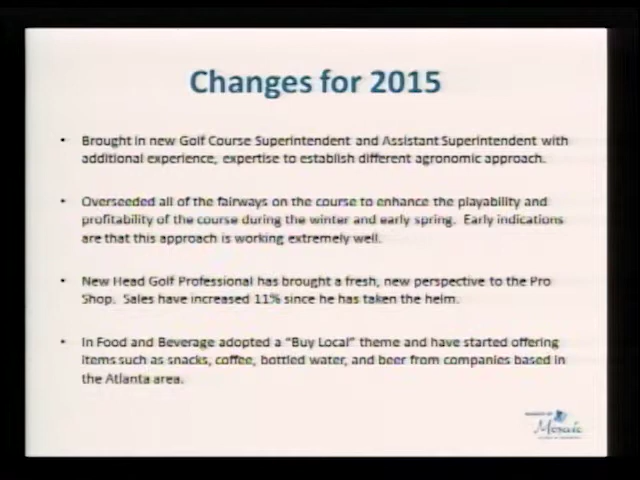 Changes for 2015
• Brought in new Golf Course Superintendent and Assistant Superintendent with
additional experience, expertise to establish different agronomic approach.
• Overseeded all of the fairways on the course to enhance the playability and
profitability of the course during the winter and early spring. Early indications
are that this approach is working extremely well.
• New Head Golf Professional has brought a fresh, new perspective to the Pro
Shop. Sales have increased 11% since he has taken the helm.
• In Food and Beverage adopted a "Buy Local" theme and have started offering
items such as snacks, coffee, bottled water, and beer from companies based in
the Atlanta area.
Mosaic